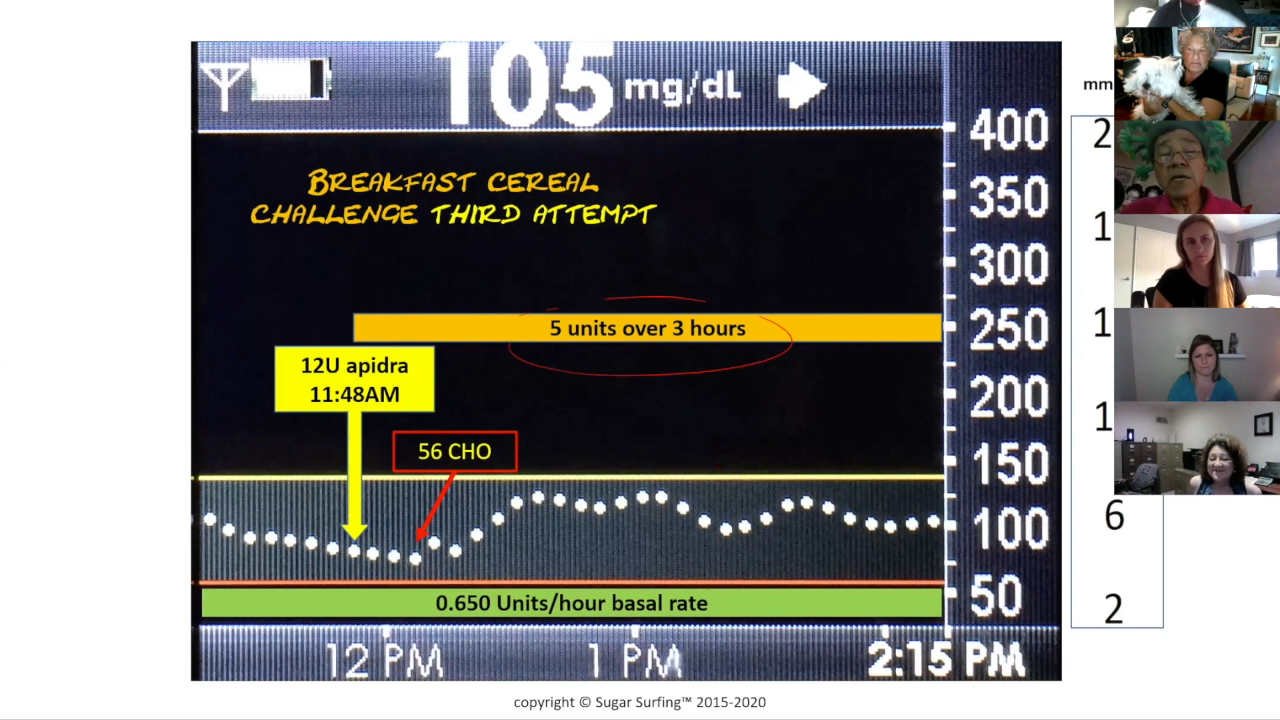 105 mg/dL
mm
400
350
300
250
200
150
100
50
BREAKFAST CEREAL
CHALLENGE THIRD ATTEMPT
5 units over 3 hours
12U apidra
11:48AM
56 CHO
0.650 Units/hour basal rate
12 PM
1 PM
2:15 PM
2
1
1
1
6
2
copyright © Sugar Surfing™ 2015-2020